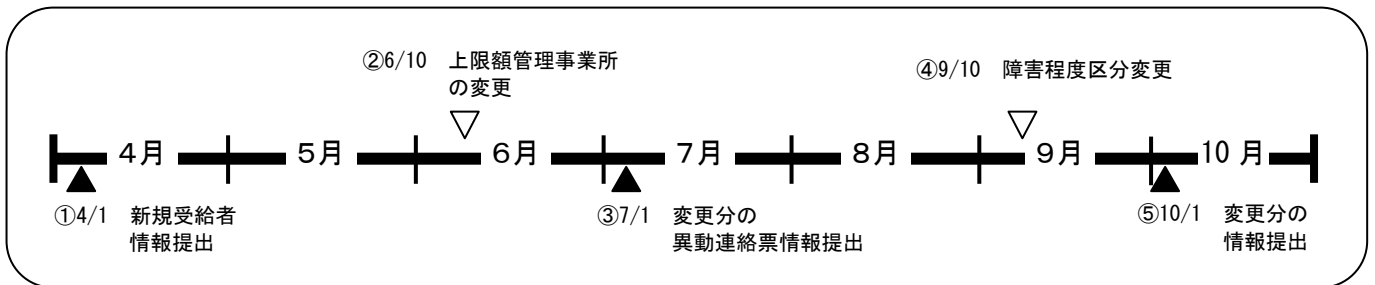 ②6/10 上限額管理事業所
の変更
④9/10 障害程度区分変更
4月 5月 6月 7月 8月 9月 10月
①4/1 新規受給者
情報提出
③7/1 変更分の
異動連絡票情報提出
⑤10/1 変更分の
情報提出